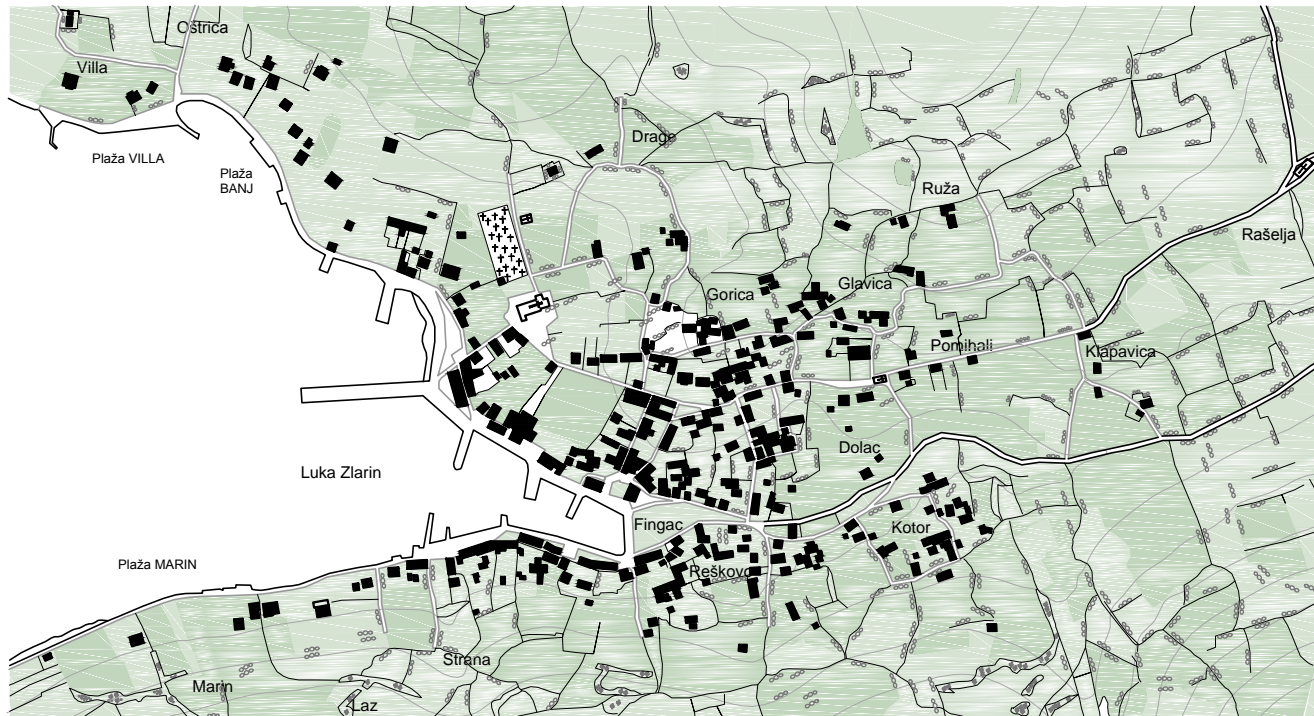 Oštrica
Villa
Plaža VILLA
Plaža
BANJ
Drage
Ruža
Rašelja
Gorica
Glavica
Pomihali
Klapavica
Dolac
Luka Zlarin
Fingac
Kotor
Plaža MARIN
Reškovo
Strana
Marin
Laz